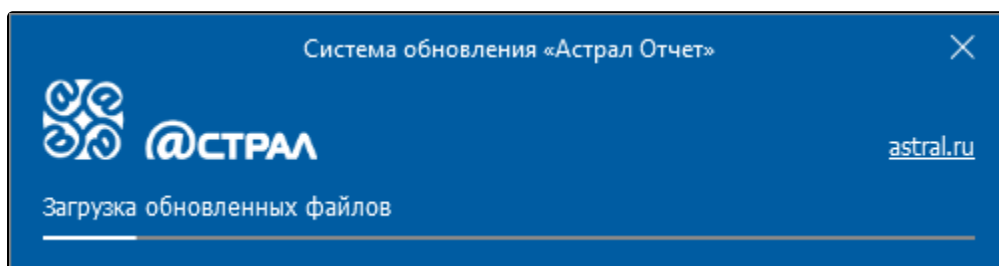 Система обновления «Астрал Отчет»
@СТРАЛ
astral.ru
Загрузка обновленных файлов